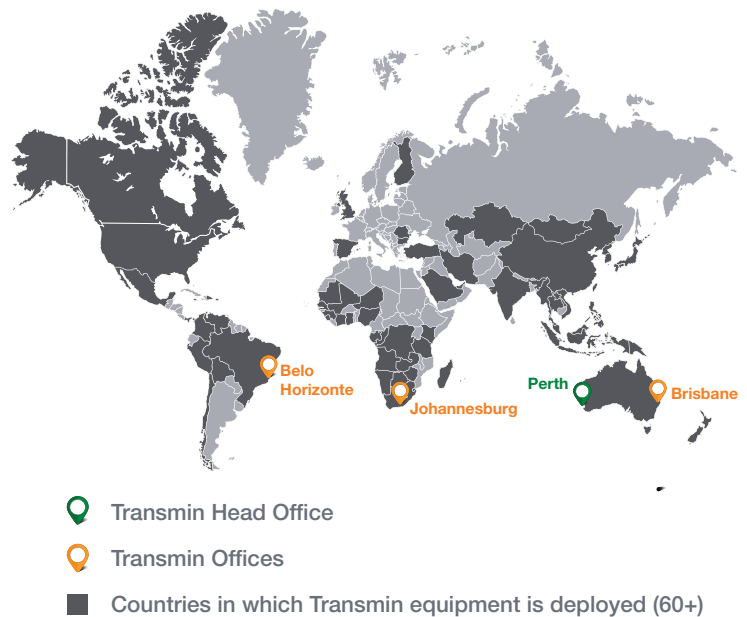 Belo
Horizonte
Johannesburg
Perth
Brisbane
Transmin Head Office
Transmin Offices
Countries in which Transmin equipment is deployed (60+)